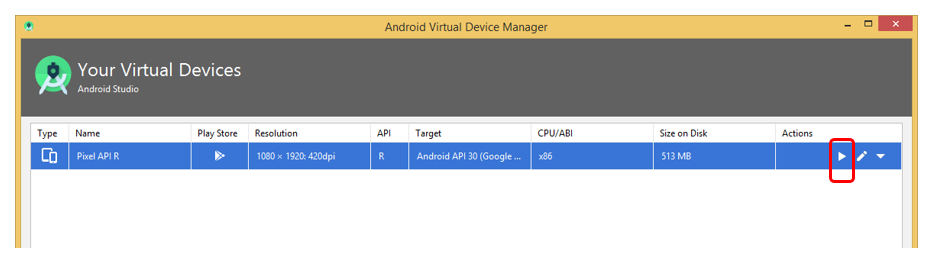 Android Virtual Device Manager
Your Virtual Devices
Android Studio
Type Name Play Store Resolution API Target CPU/ABI Size on Disk Actions
Pixel API R 1080 × 1920: 420dpi R Android API 30 (Google ... x86 513 MB